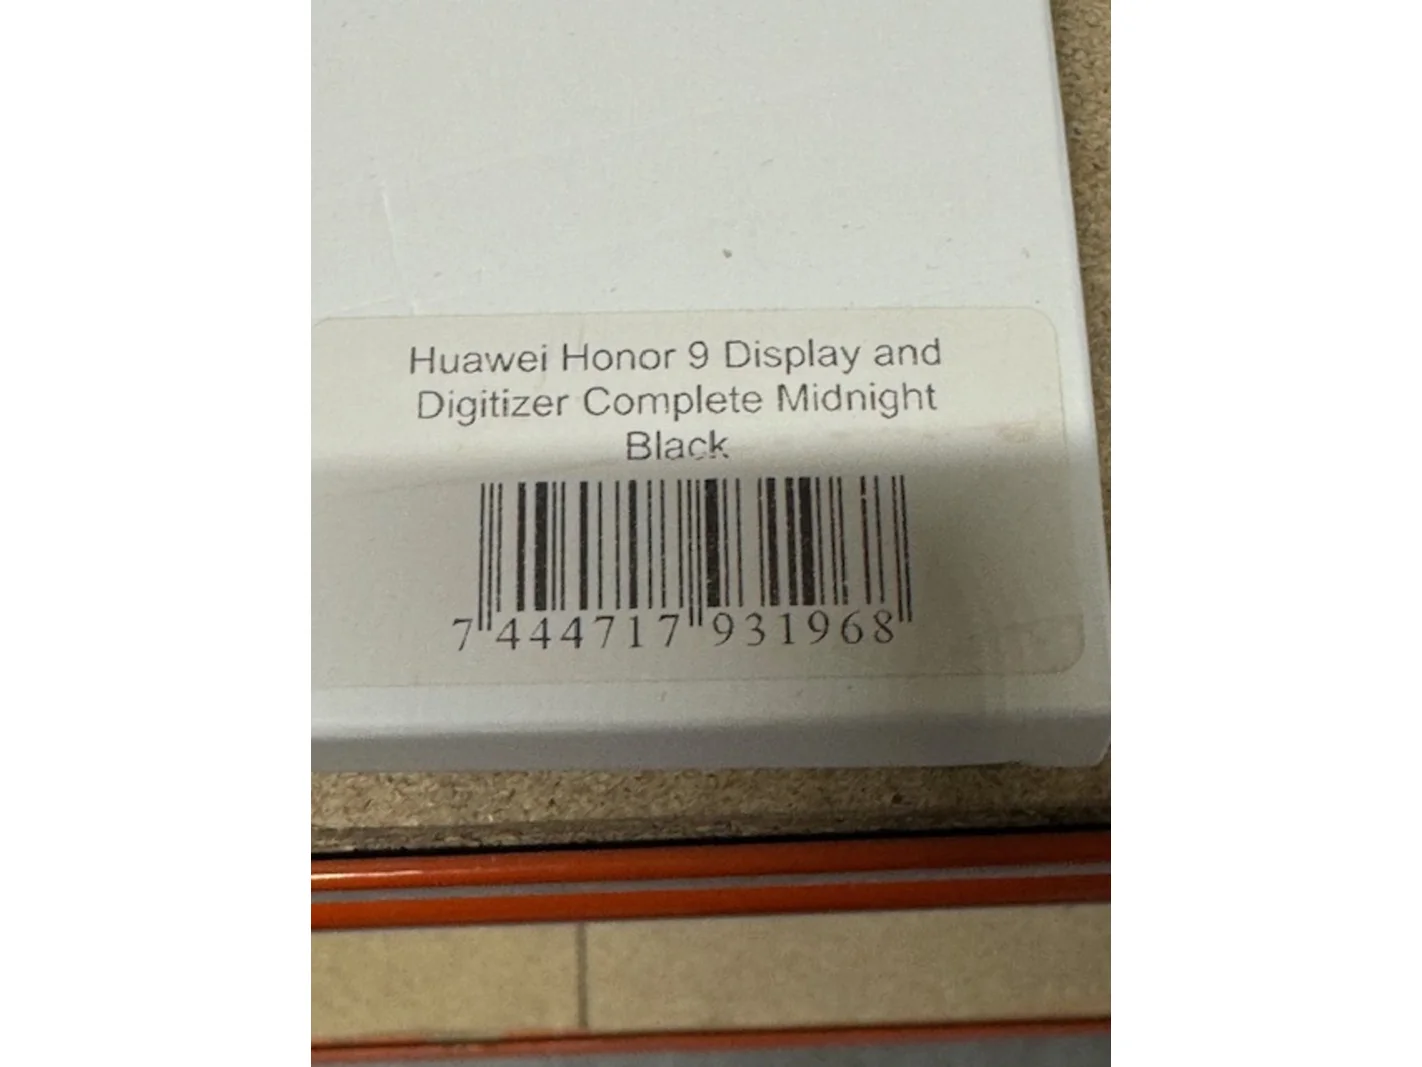 Huawei Honor 9 Display and
Digitizer Complete Midnight
Black
7 444717 931968